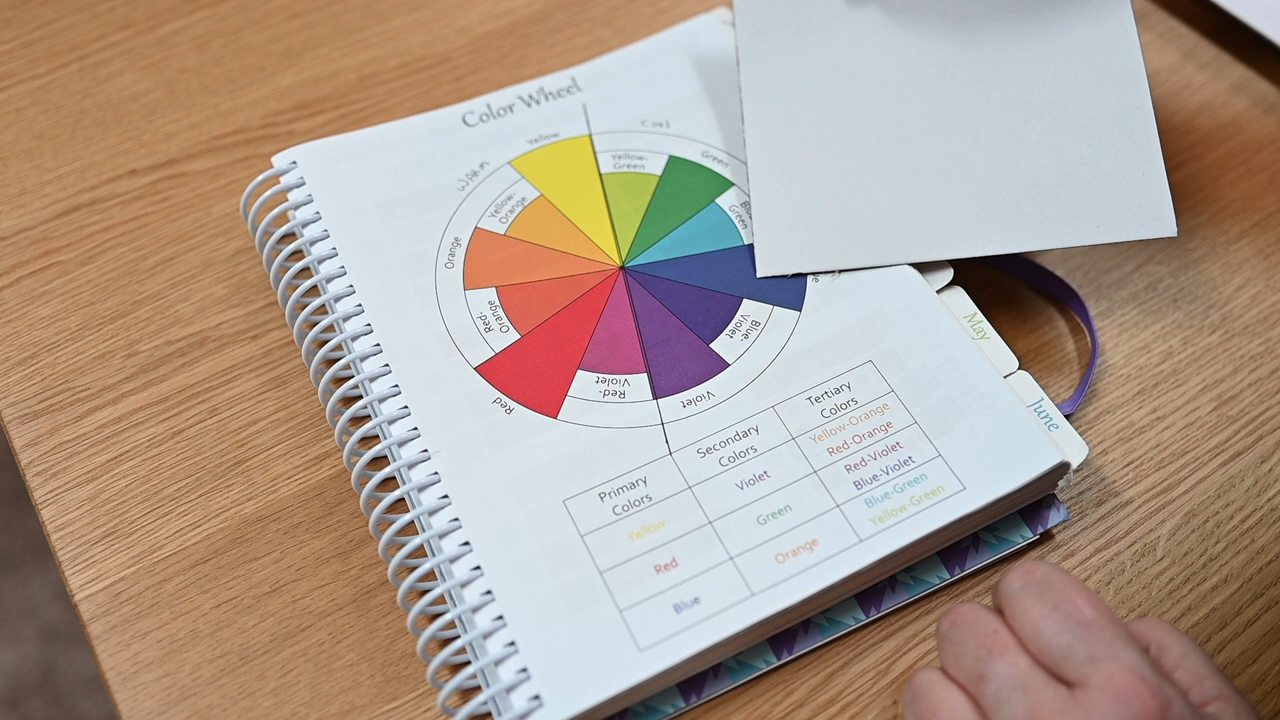 Color Wheel
Yellow
Cool
Warm
Yellow-
Green
Green
Blue-
Green
Yellow-
Orange
Orange
Red-
Orange
Red
Red-
Violet
Violet
Blue-
Violet
Primary
Colors
Secondary
Colors
Tertiary
Colors
Yellow
Violet
Yellow-Orange
Red-Orange
Red
Green
Red-Violet
Blue-Violet
Blue
Orange
Blue-Green
Yellow-Green
May
June